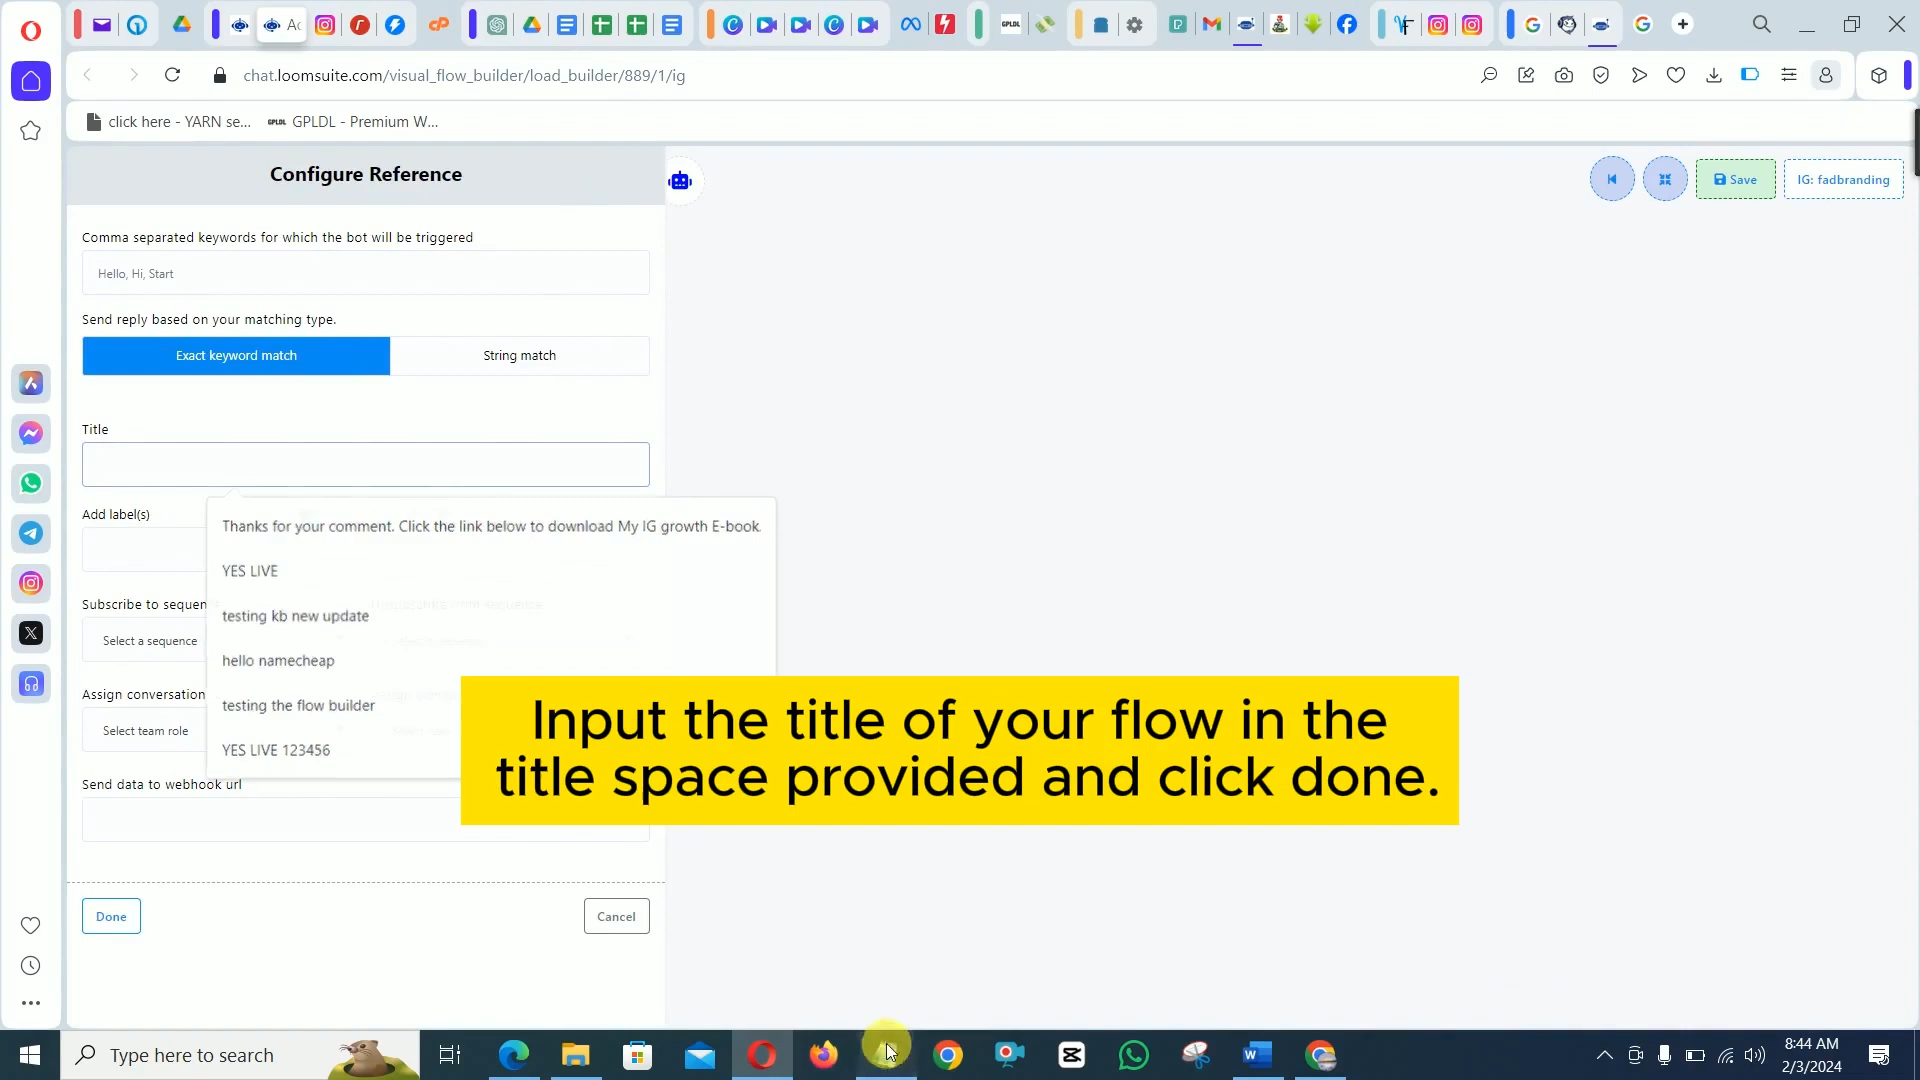 chat.loomsuite.com/visual_flow_builder/load_builder/889/1/ig
click here - YARN se...
GPLDL
GPLDL - Premium W...
Configure Reference
Save
IG: fadbranding
Comma separated keywords for which the bot will be triggered
Hello, Hi, Start
Send reply based on your matching type.
Exact keyword match
String match
Title
Add label(s)
Thanks for your comment. Click the link below to download My IG growth E-book.
YES LIVE
Subscribe to sequen
testing kb new update
Select a sequence
hello namecheap
Assign conversation
testing the flow builder
Select team role
YES LIVE 123456
Input the title of your flow in the
title space provided and click done.
Send data to webhook url
Done
Cancel
Type here to search
8:44 AM
2/3/2024